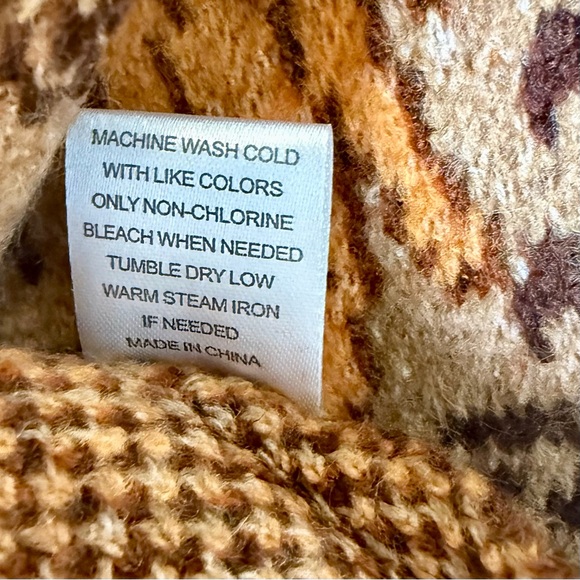 MACHINE WASH COLD
WITH LIKE COLORS
ONLY NON-CHLORINE
BLEACH WHEN NEEDED
TUMBLE DRY LOW
WARM STEAM IRON
IF NEEDED
MADE IN CHINA